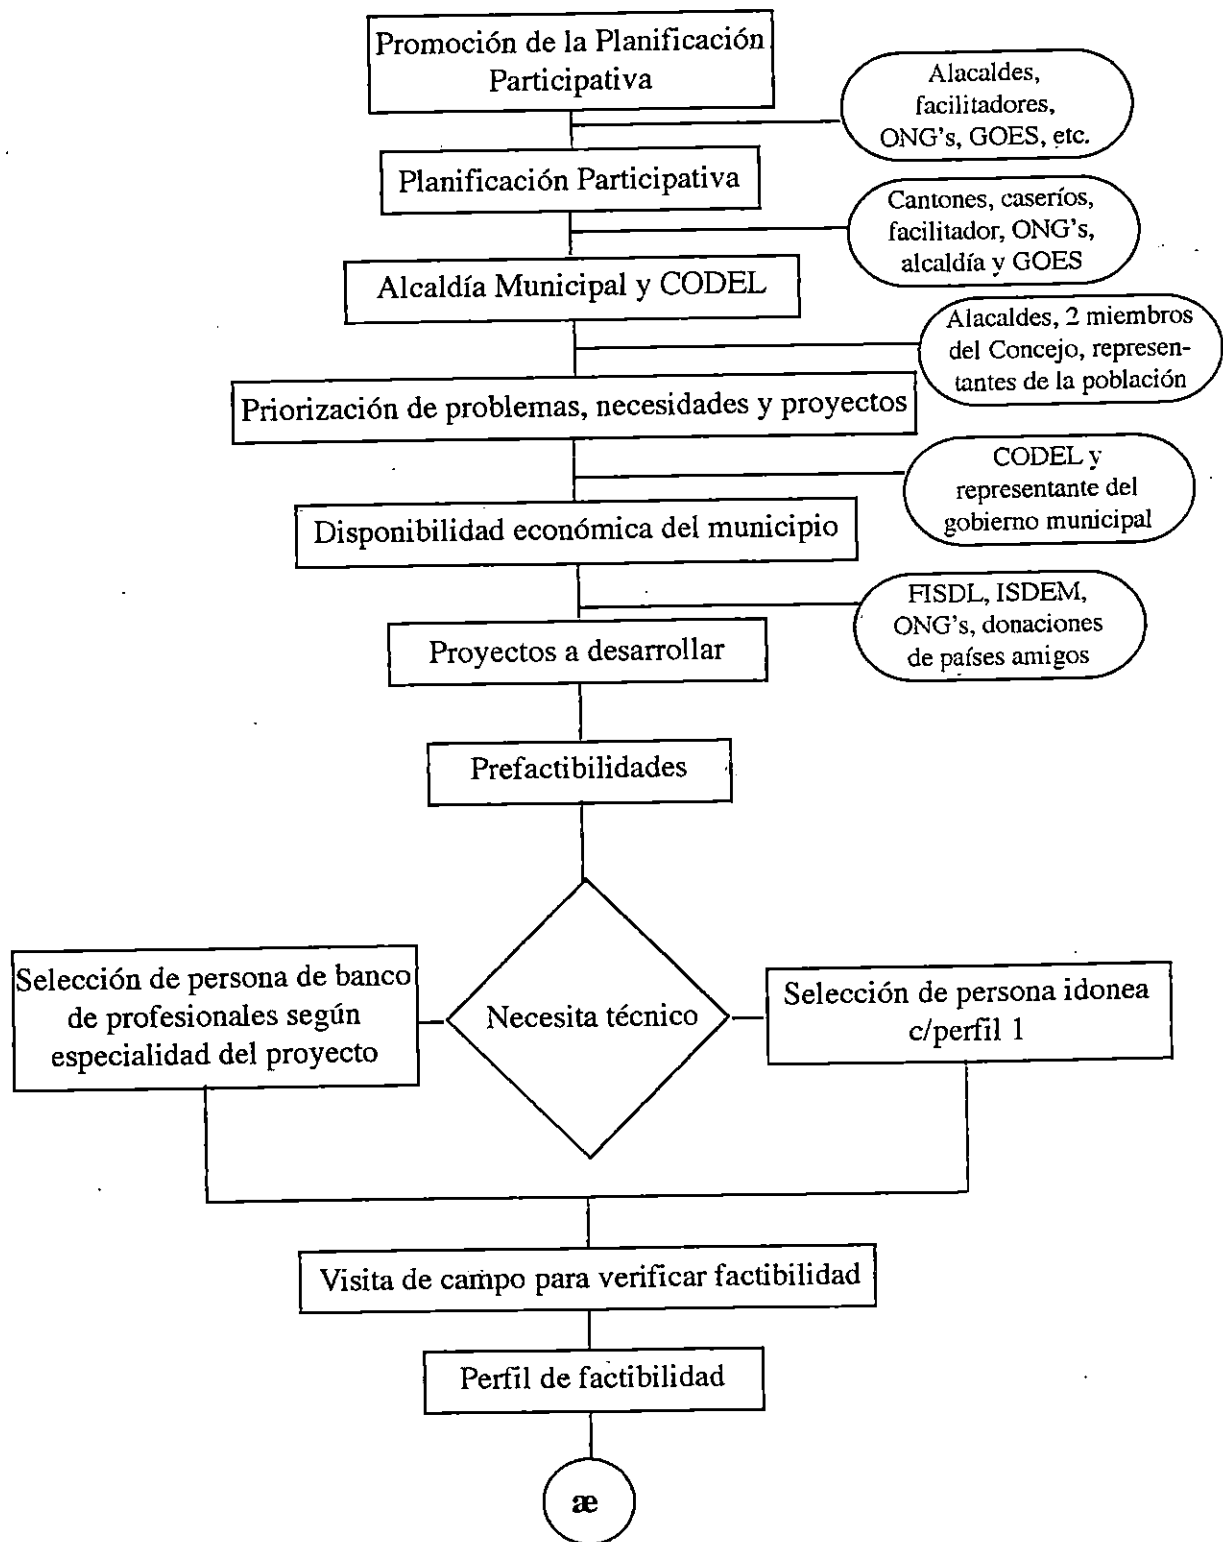 Promoción de la Planificación
Participativa
Alacaldes,
facilitadores,
ONG's, GOES, etc.
Planificación Participativa
Cantones, caseríos,
facilitador, ONG's,
alcaldía y GOES
Alcaldía Municipal y CODEL
Alacaldes, 2 miembros
del Concejo, represen-
tantes de la población
Priorización de problemas, necesidades y proyectos
CODEL y
representante del
gobierno municipal
Disponibilidad económica del municipio
FISDL, ISDEM,
ONG's, donaciones
de países amigos
Proyectos a desarrollar
Prefactibilidades
Selección de persona de banco
de profesionales según
especialidad del proyecto
Necesita técnico
Selección de persona idonea
c/perfil 1
Visita de campo para verificar factibilidad
Perfil de factibilidad
æ